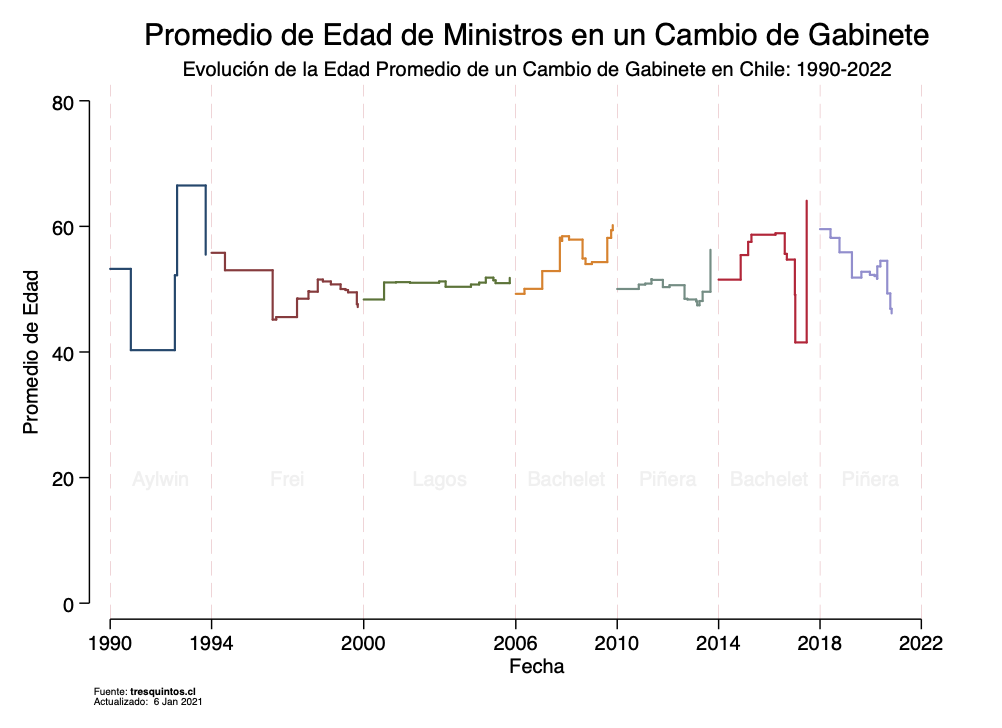 Promedio de Edad de Ministros en un Cambio de Gabinete
Evolución de la Edad Promedio de un Cambio de Gabinete en Chile: 1990-2022
Promedio de Edad
80
60
40
20
0
Aylwin Frei Lagos Bachelet Piñera Bachelet Piñera
1990 1994 2000 2006 2010 2014 2018 2022
Fecha
Fuente: tresquintos.cl
Actualizado: 6 Jan 2021